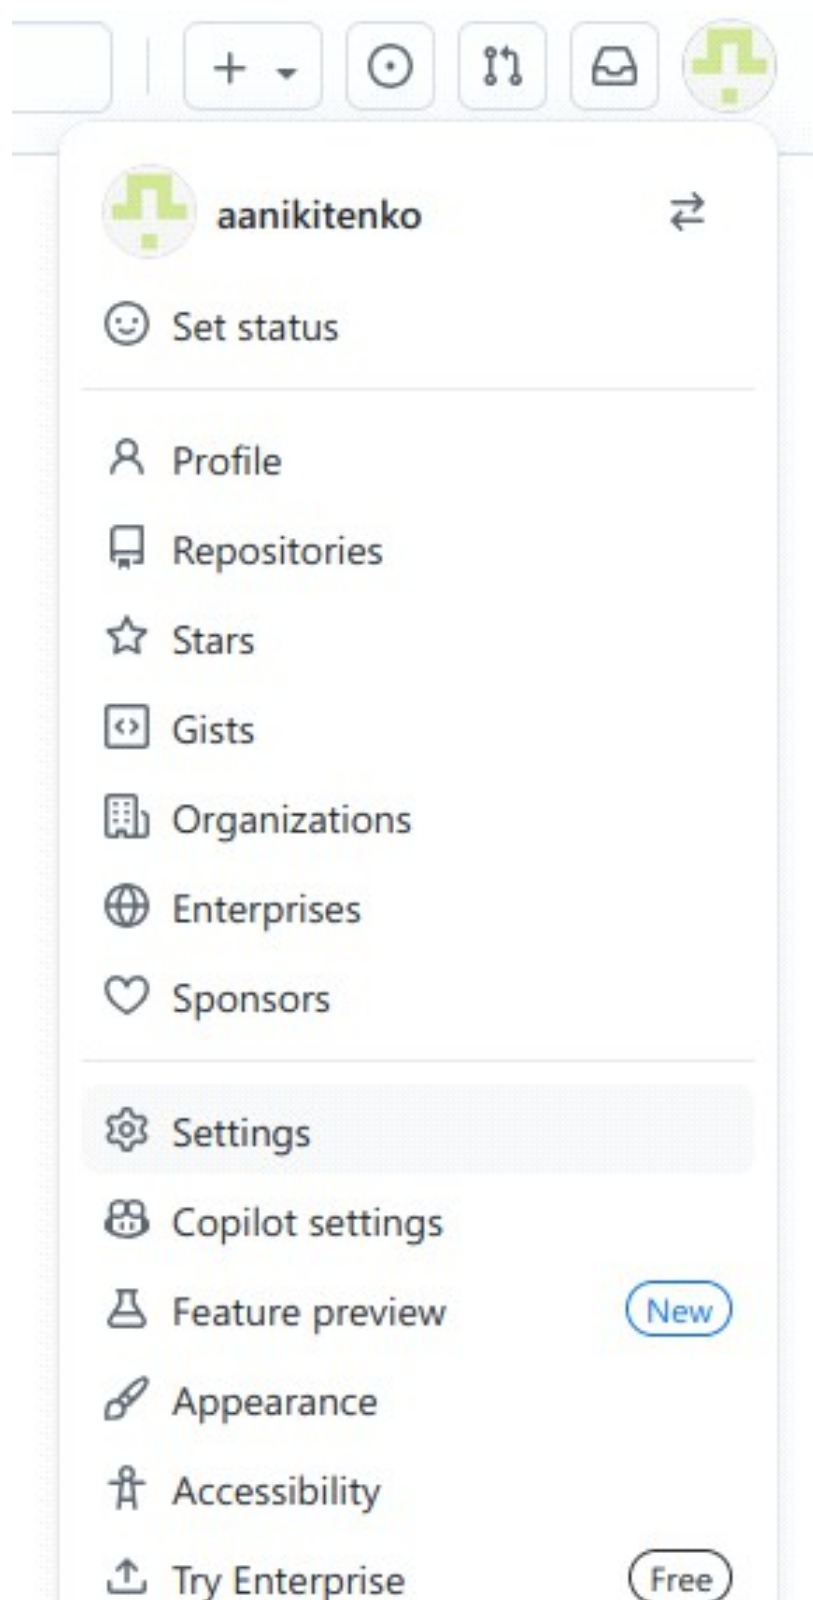 aanikitenko
Set status
Profile
Repositories
Stars
Gists
Organizations
Enterprises
Sponsors
Settings
Copilot settings
Feature preview New
Appearance
Accessibility
Try Enterprise Free